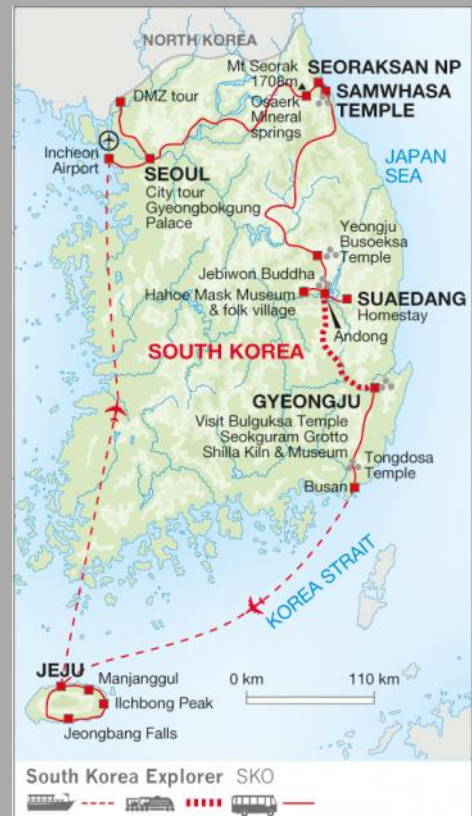 NORTH KOREA
Mt Seorak
1708m
SEORAKSAN NP
SAMWHASA
TEMPLE
DMZ tour
Osaerk
Mineral
springs
Incheon
Airport
SEOUL
City tour
Gyeongbokgung
Palace
JAPAN
SEA
Yeongju
Busoeksa
Temple
Jebiwon Buddha
Hahoe Mask Museum
& folk village
SUAEDANG
Homestay
Andong
SOUTH KOREA
GYEONGJU
Visit Bulguksa Temple
Seokguram Grotto
Shilla Kiln & Museum
Tongdosa
Temple
Busan
KOREA STRAIT
JEJU
Manjanggul
Ilchbong Peak
Jeongbang Falls
0 km 110 km
South Korea Explorer SKO